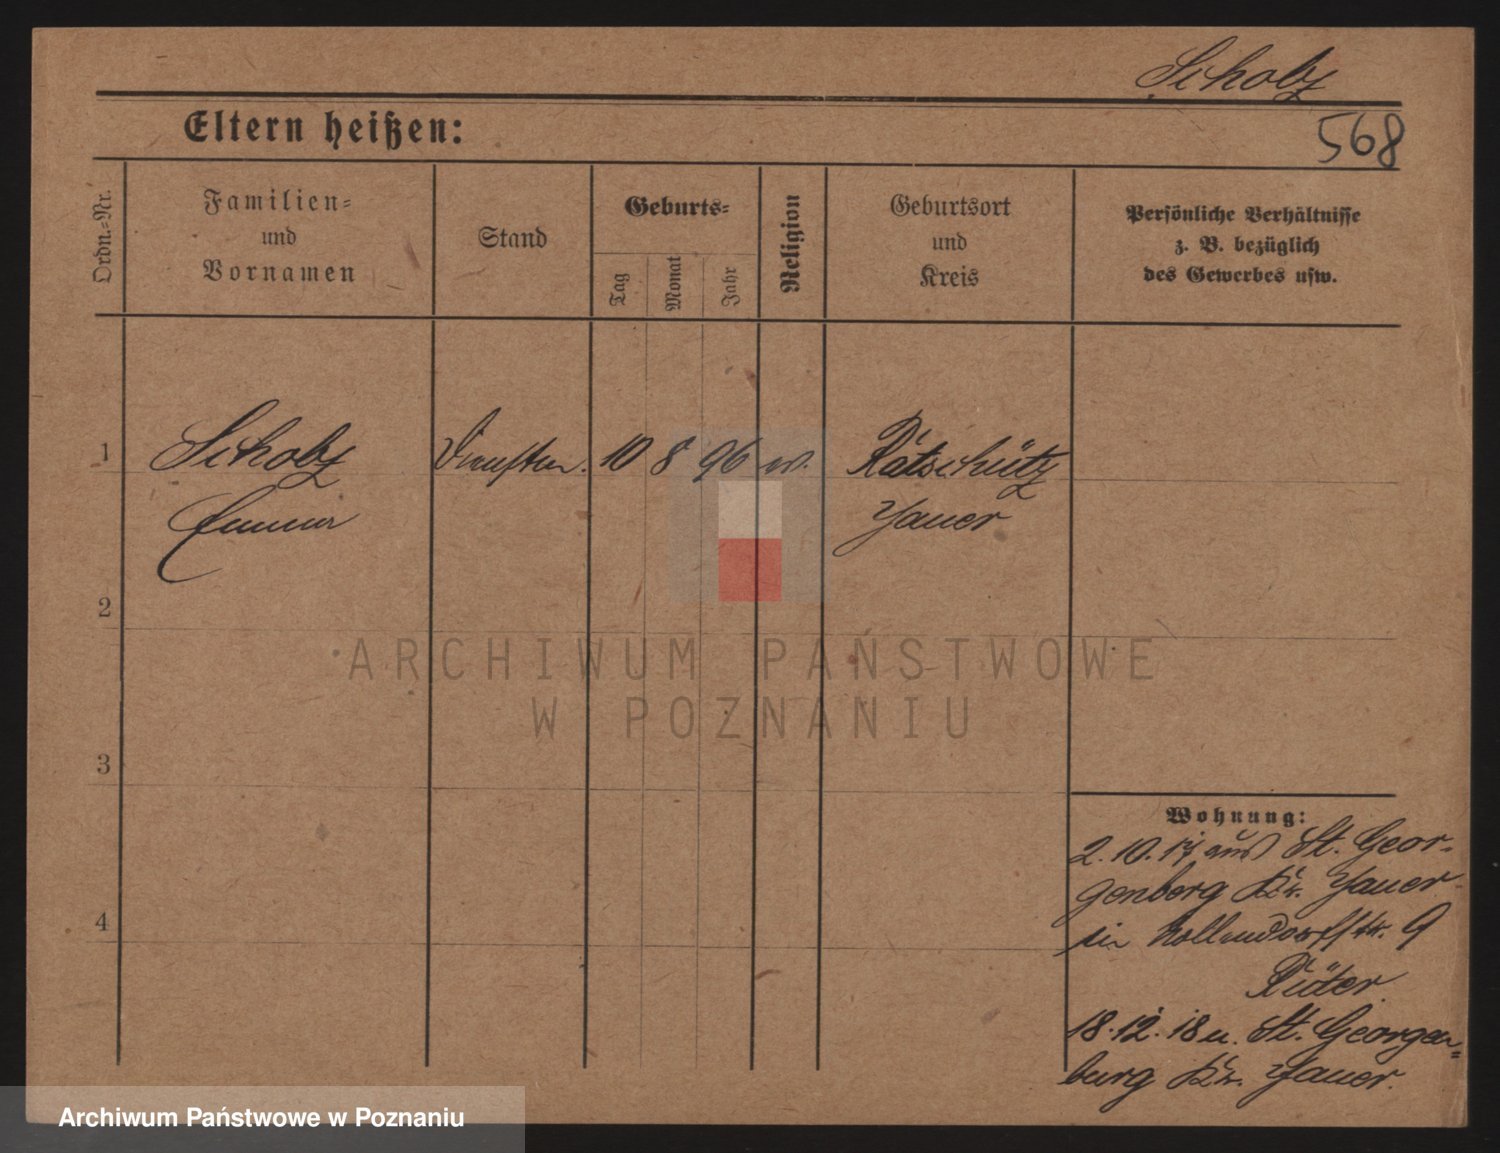 Scholz
568
Eltern heißen:
Ordn.-Nr.
Familien-
und
Vornamen
Stand
Geburts-
Tag
Monat
Jahr
Religion
Geburtsort
und
Kreis
Persönliche Verhältnisse
z. B. bezüglich
des Gewerbes usw.
1
Scholz
10 8 96
Emma
Jauer
2
3
4
ARCHIWUM PAŃSTWOWE
W POZNANIU
Wohnung:
2.10.17 aus St. Geor-
genberg Kr. Jauer
in Nollendorfstr. 9
18.12.18 n. St. Georgen-
burg Kr. Jauer.
Archiwum Państwowe w Poznaniu